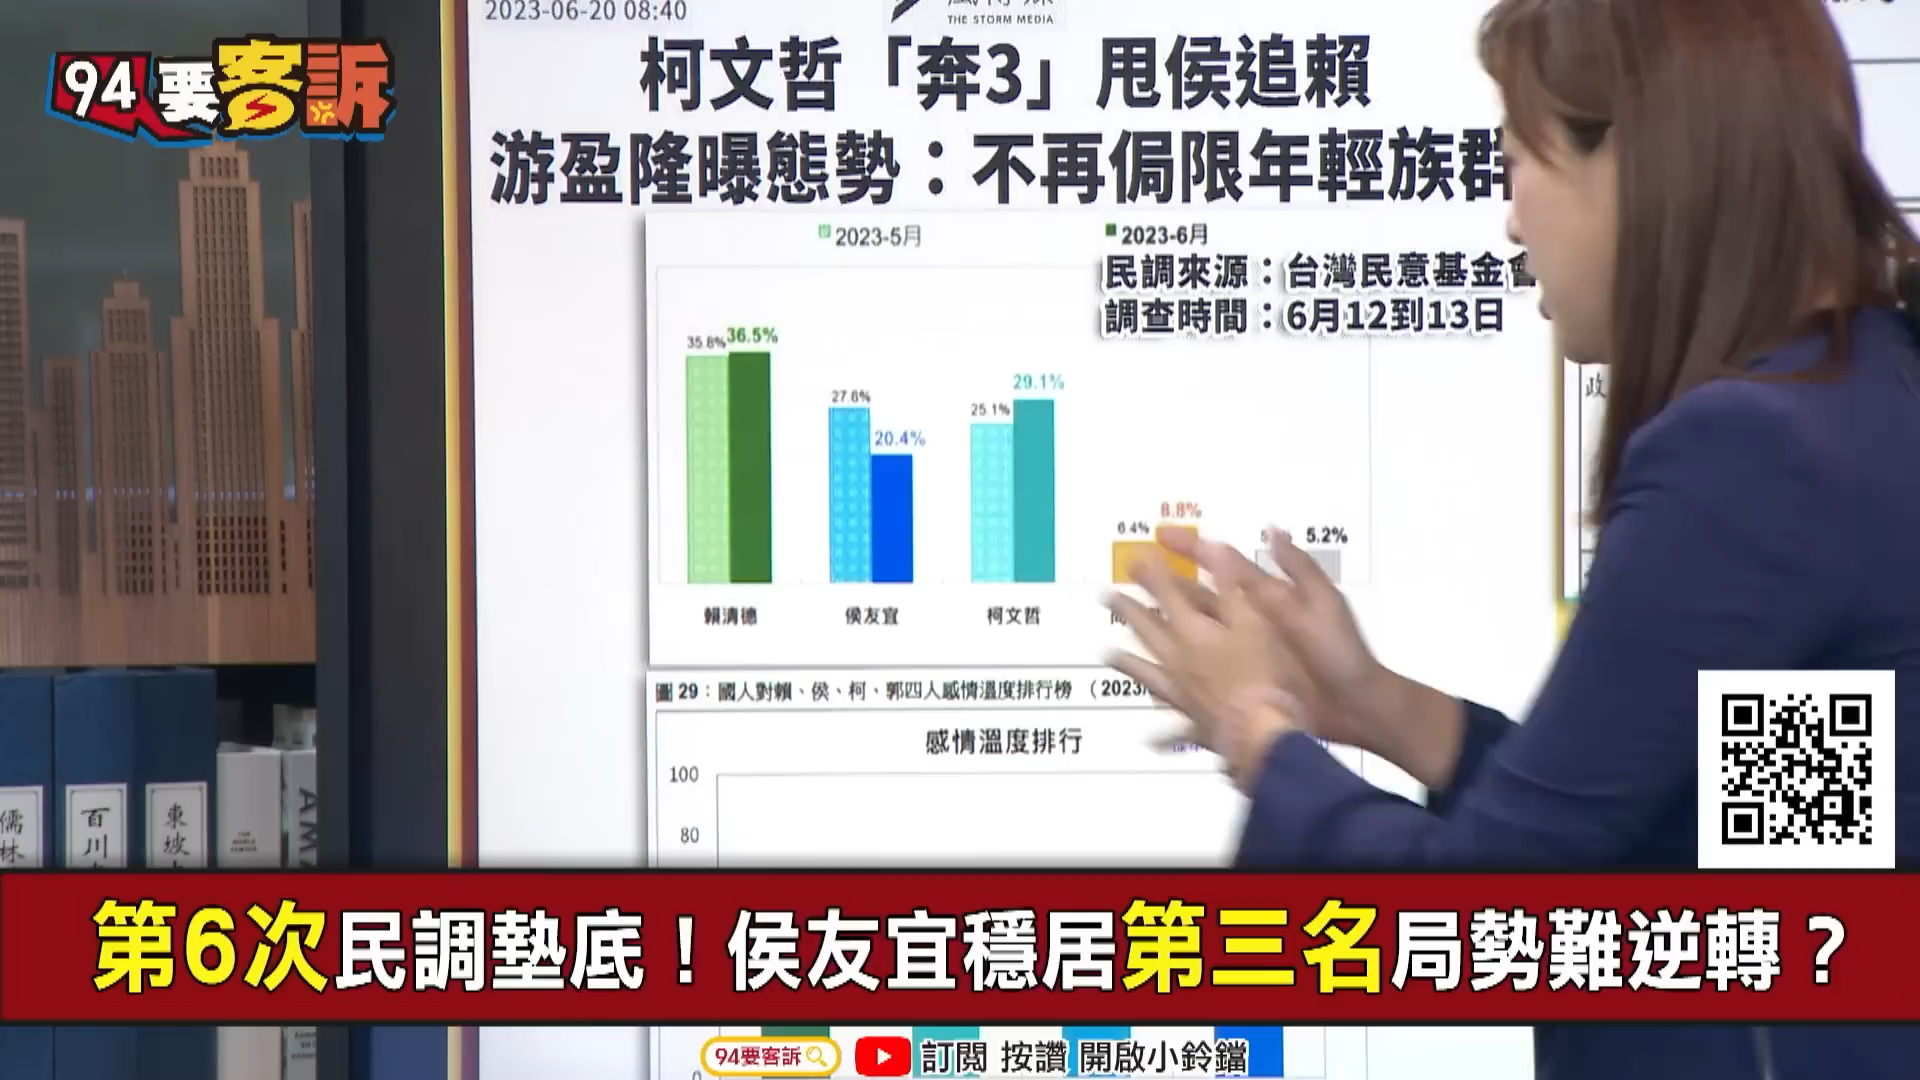 2023-06-20 08:40
THE STORM MEDIA
94要客訴
柯文哲「奔3」甩侯追賴
游盈隆曝態勢：不再侷限年輕族群
2023-5月
2023-6月
民調來源：台灣民意基金會
調查時間：6月12到13日
35.8%
36.5%
27.6%
20.4%
25.1%
29.1%
6.4%
8.8%
5.2%
賴清德
侯友宜
柯文哲
政
圖 29：國人對賴、侯、柯、郭四人感情溫度排行榜 （2023/
感情溫度排行
100
80
儒林
百川
東坡
第6次民調墊底！侯友宜穩居第三名局勢難逆轉？
0
94要客訴
訂閱 按讚 開啟小鈴鐺